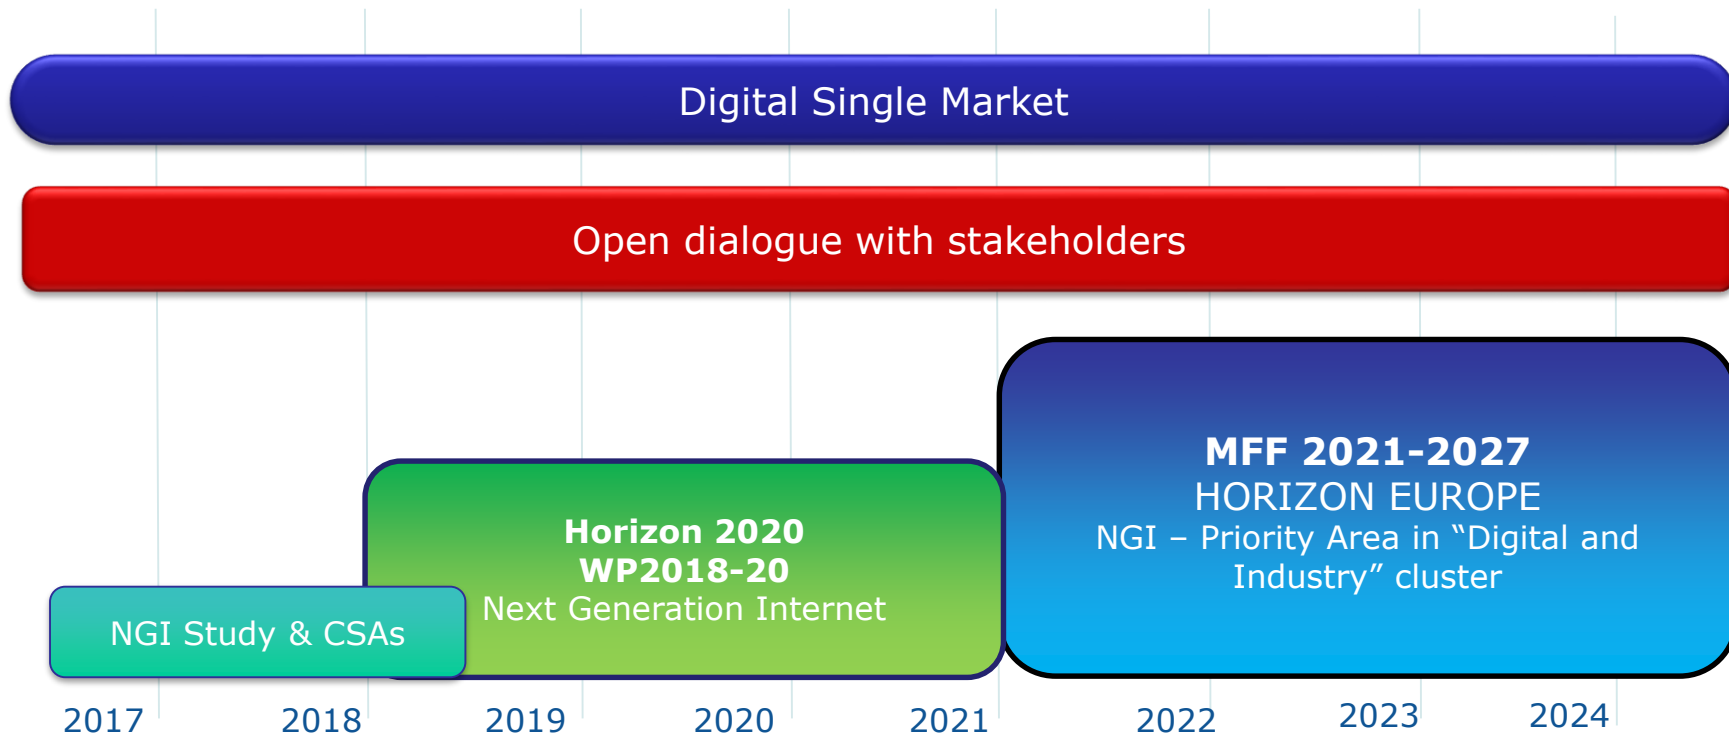 Digital Single Market
Open dialogue with stakeholders
MFF 2021-2027
HORIZON EUROPE
NGI – Priority Area in “Digital and
Industry” cluster
Horizon 2020
WP2018-20
Next Generation Internet
NGI Study & CSAs
2017 2018 2019 2020 2021 2022 2023 2024